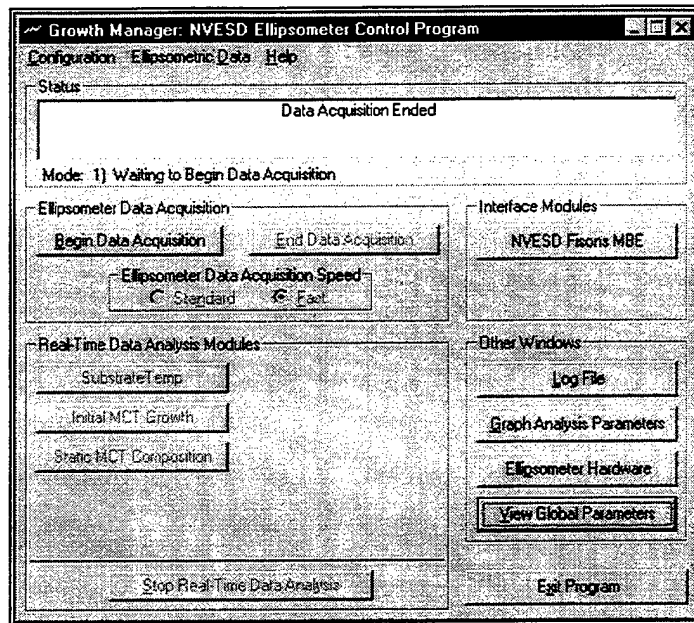 Growth Manager: NVESD Ellipsometer Control Program
Configuration Ellipsometric Data Help
Status
Data Acquisition Ended
Mode: 1) Waiting to Begin Data Acquisition
Ellipsometer Data Acquisition
Begin Data Acquisition End Data Acquisition
Ellipsometer Data Acquisition Speed
Standard Fast
Interface Modules
NVESD Fisons MBE
Real-Time Data Analysis Modules
SubstrateTemp
Initial MCT Growth
Static MCT Composition
Stop Real-Time Data Analysis
Other Windows
Log File
Graph Analysis Parameters
Ellipsometer Hardware
View Global Parameters
Exit Program